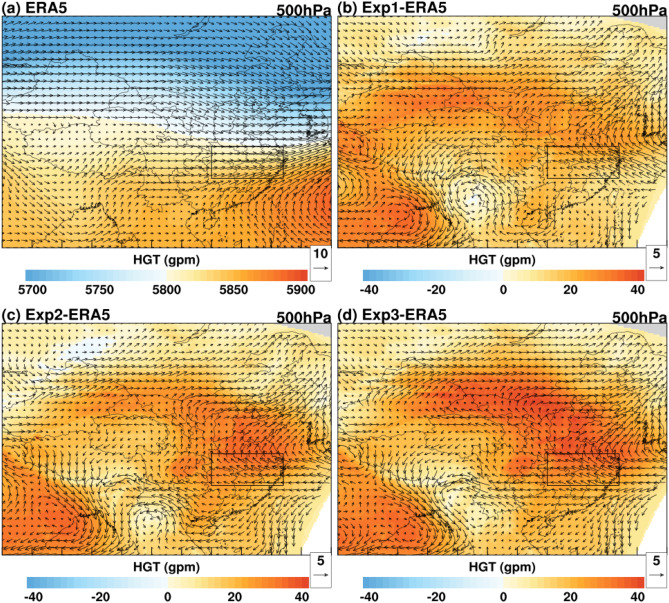 (a) ERA5 500hPa
(b) Exp1-ERA5 500hPa
HGT (gpm) 10
5700 5750 5800 5850 5900
HGT (gpm) 5
-40 -20 0 20 40
(c) Exp2-ERA5 500hPa
(d) Exp3-ERA5 500hPa
HGT (gpm) 5
-40 -20 0 20 40
HGT (gpm) 5
-40 -20 0 20 40